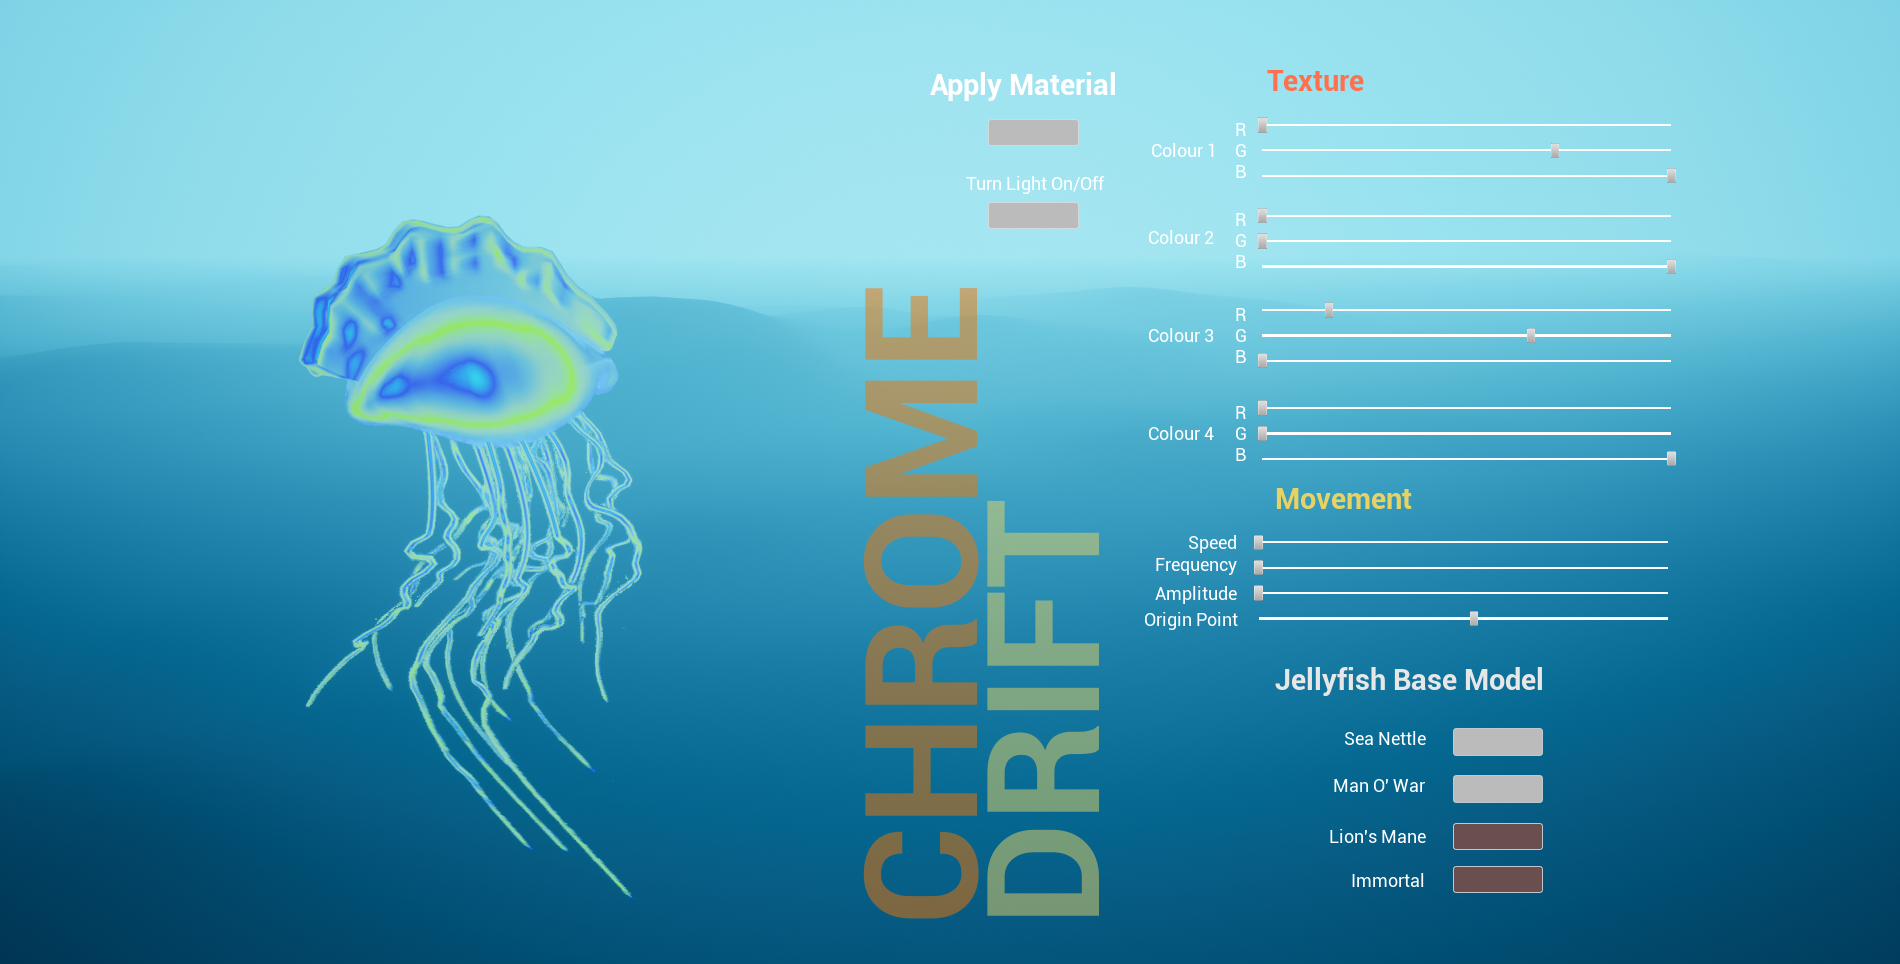 Apply Material
Turn Light On/Off
CHROME
DRIFT
Texture
Colour 1
R
G
B
Colour 2
R
G
B
Colour 3
R
G
B
Colour 4
R
G
B
Movement
Speed
Frequency
Amplitude
Origin Point
Jellyfish Base Model
Sea Nettle
Man O' War
Lion's Mane
Immortal